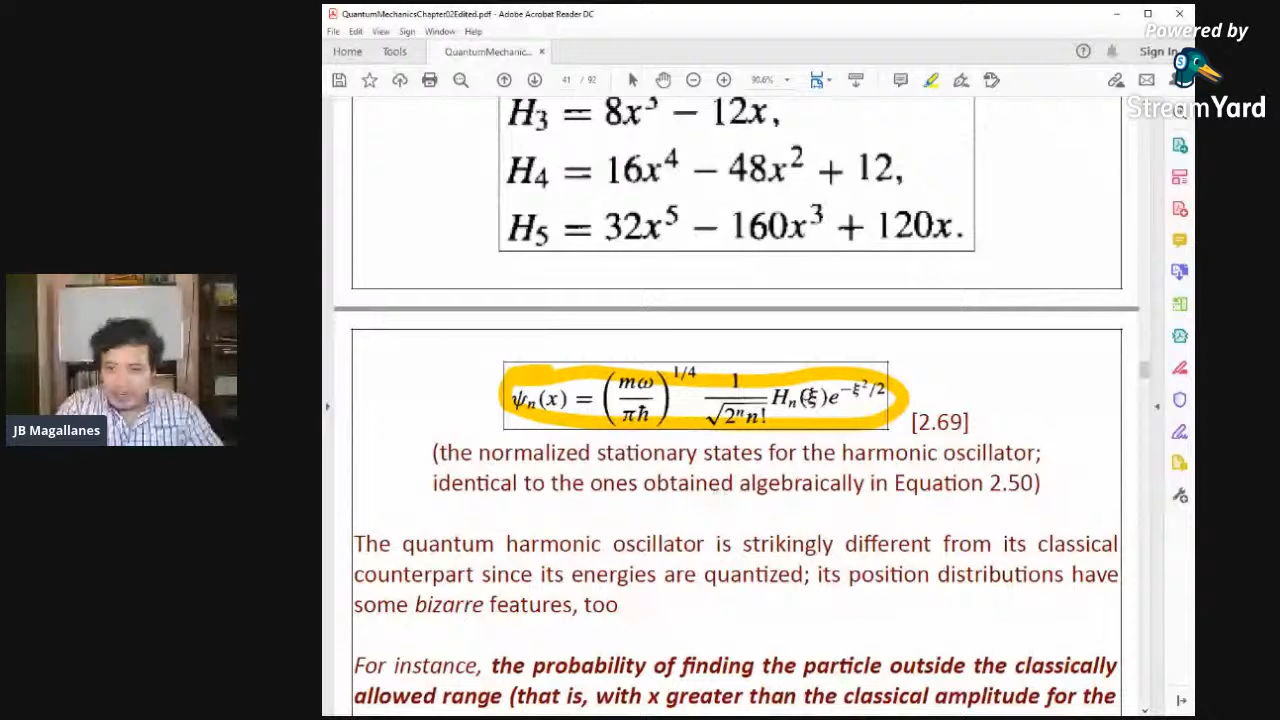 QuantumMechanicsChapter02Edited.pdf - Adobe Acrobat Reader DC
File Edit View Sign Window Help
Home Tools QuantumMechanic... × Sign In
41 / 92 90.6%
Powered by
StreamYard
H₃ = 8x³ − 12x,
H₄ = 16x⁴ − 48x² + 12,
H₅ = 32x⁵ − 160x³ + 120x.
ψₙ(x) = (mω/πħ)^1/4 1/√2ⁿn! Hₙ(ξ)e^−ξ²/2 [2.69]
(the normalized stationary states for the harmonic oscillator;
identical to the ones obtained algebraically in Equation 2.50)
The quantum harmonic oscillator is strikingly different from its classical
counterpart since its energies are quantized; its position distributions have
some bizarre features, too
For instance, the probability of finding the particle outside the classically
allowed range (that is, with x greater than the classical amplitude for the
JB Magallanes